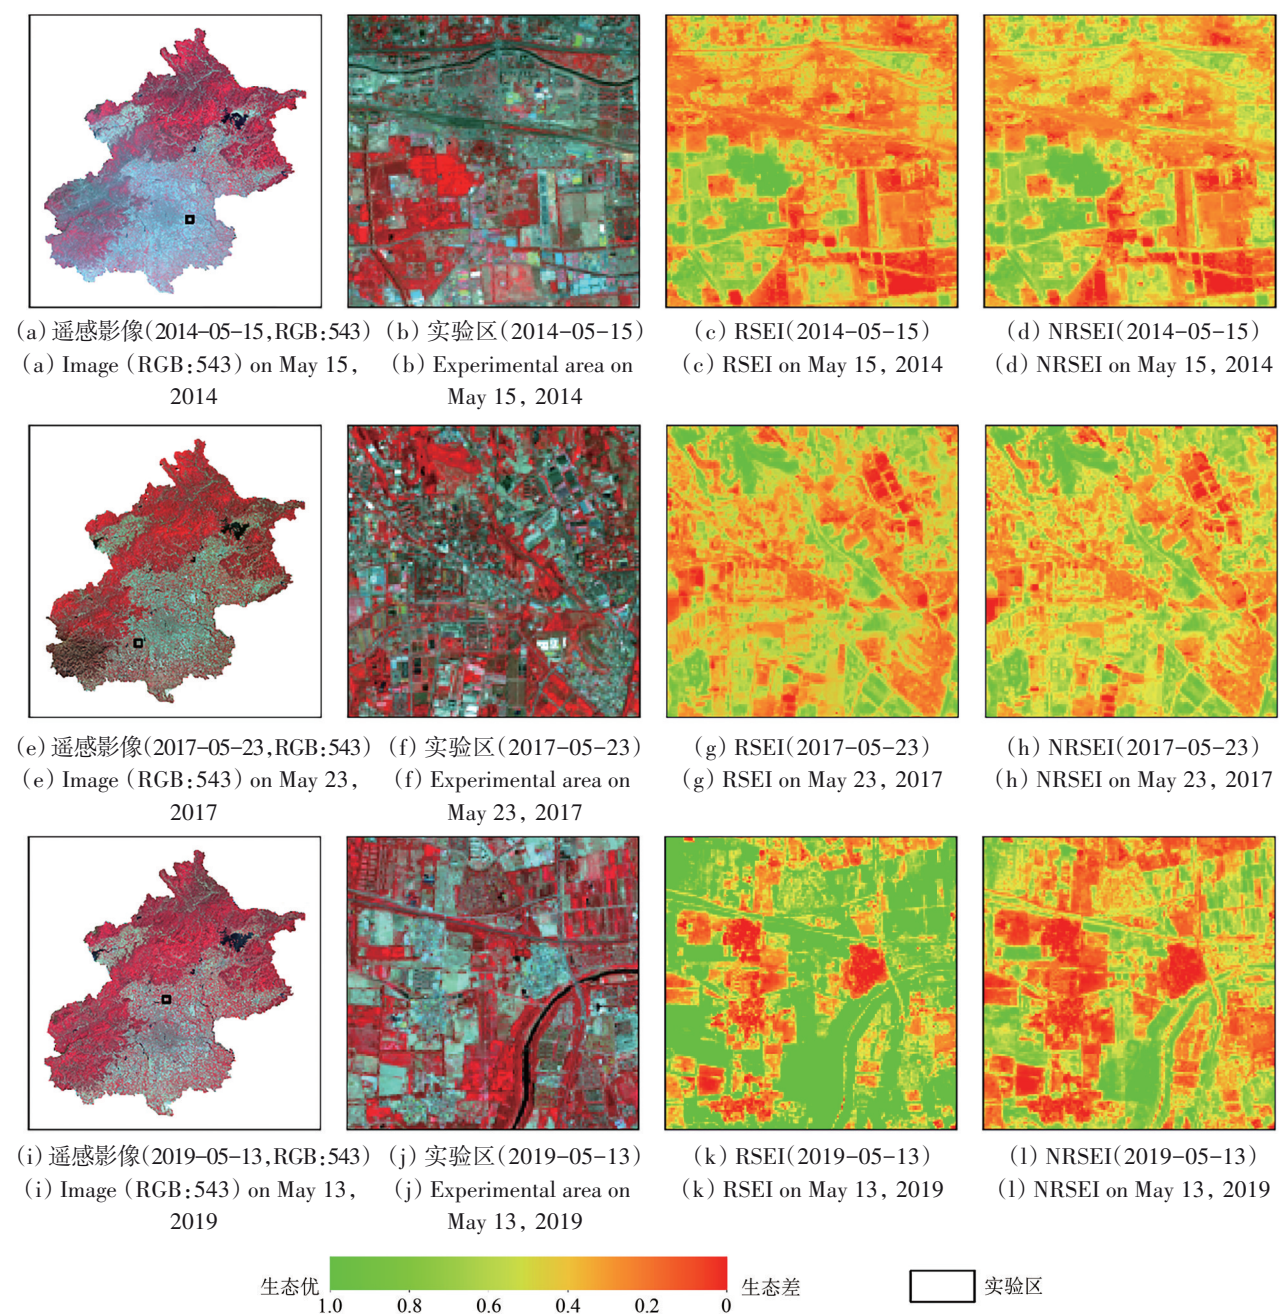 (a) 遥感影像(2014-05-15,RGB:543)
(b) 实验区(2014-05-15)
(c) RSEI(2014-05-15)
(d) NRSEI(2014-05-15)
(a) Image (RGB:543) on May 15, 2014
(b) Experimental area on May 15, 2014
(c) RSEI on May 15, 2014
(d) NRSEI on May 15, 2014
(e) 遥感影像(2017-05-23,RGB:543)
(f) 实验区(2017-05-23)
(g) RSEI(2017-05-23)
(h) NRSEI(2017-05-23)
(e) Image (RGB:543) on May 23, 2017
(f) Experimental area on May 23, 2017
(g) RSEI on May 23, 2017
(h) NRSEI on May 23, 2017
(i) 遥感影像(2019-05-13,RGB:543)
(j) 实验区(2019-05-13)
(k) RSEI(2019-05-13)
(l) NRSEI(2019-05-13)
(i) Image (RGB:543) on May 13, 2019
(j) Experimental area on May 13, 2019
(k) RSEI on May 13, 2019
(l) NRSEI on May 13, 2019
生态优
生态差
实验区
1.0 0.8 0.6 0.4 0.2 0